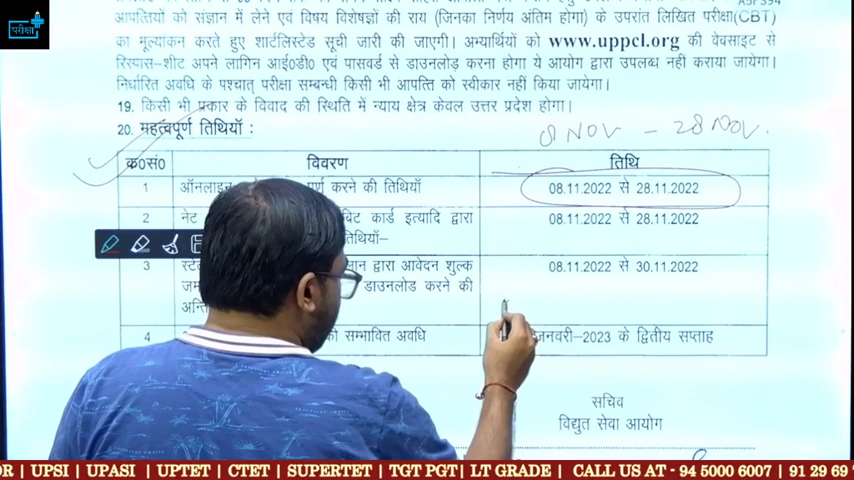 परीक्षा
आपत्तियों को संज्ञान में लेने एवं विषय विशेषज्ञों की राय (जिनका निर्णय अंतिम होगा) के उपरांत लिखित परीक्षा(CBT)
का मूल्याकंन करते हुए शार्टलिस्टेड सूची जारी की जाएगी। अभ्यार्थियों को www.uppcl.org की वेबसाइट से
रिस्पास–शीट अपने लागिन आई0डी0 एवं पासवर्ड से डाउनलोड़ करना होगा ये आयोग द्वारा उपलब्ध नहीं कराया जायेगा।
निर्धारित अवधि के पश्चात् परीक्षा सम्बन्धी किसी भी आपत्ति को स्वीकार नहीं किया जायेगा।
19. किसी भी प्रकार के विवाद की स्थिति में न्याय क्षेत्र केवल उत्तर प्रदेश होगा।
20. महत्वपूर्ण तिथियॉ :
8 NOV – 28 NOV.
क0सं0 विवरण तिथि
1 ऑनलाइन पूर्ण करने की तिथियॉ 08.11.2022 से 28.11.2022
2 नेट कार्ड इत्यादि द्वारा 08.11.2022 से 28.11.2022
तिथियॉ–
3 द्वारा आवेदन शुल्क 08.11.2022 से 30.11.2022
डाउनलोड करने की
4 सम्भावित अवधि जनवरी–2023 के द्वितीय सप्ताह
सचिव
विद्युत सेवा आयोग
OR | UPSI | UPASI | UPTET | CTET | SUPERTET | TGT PGT| LT GRADE | CALL US AT - 94 5000 6007 | 91 29 69